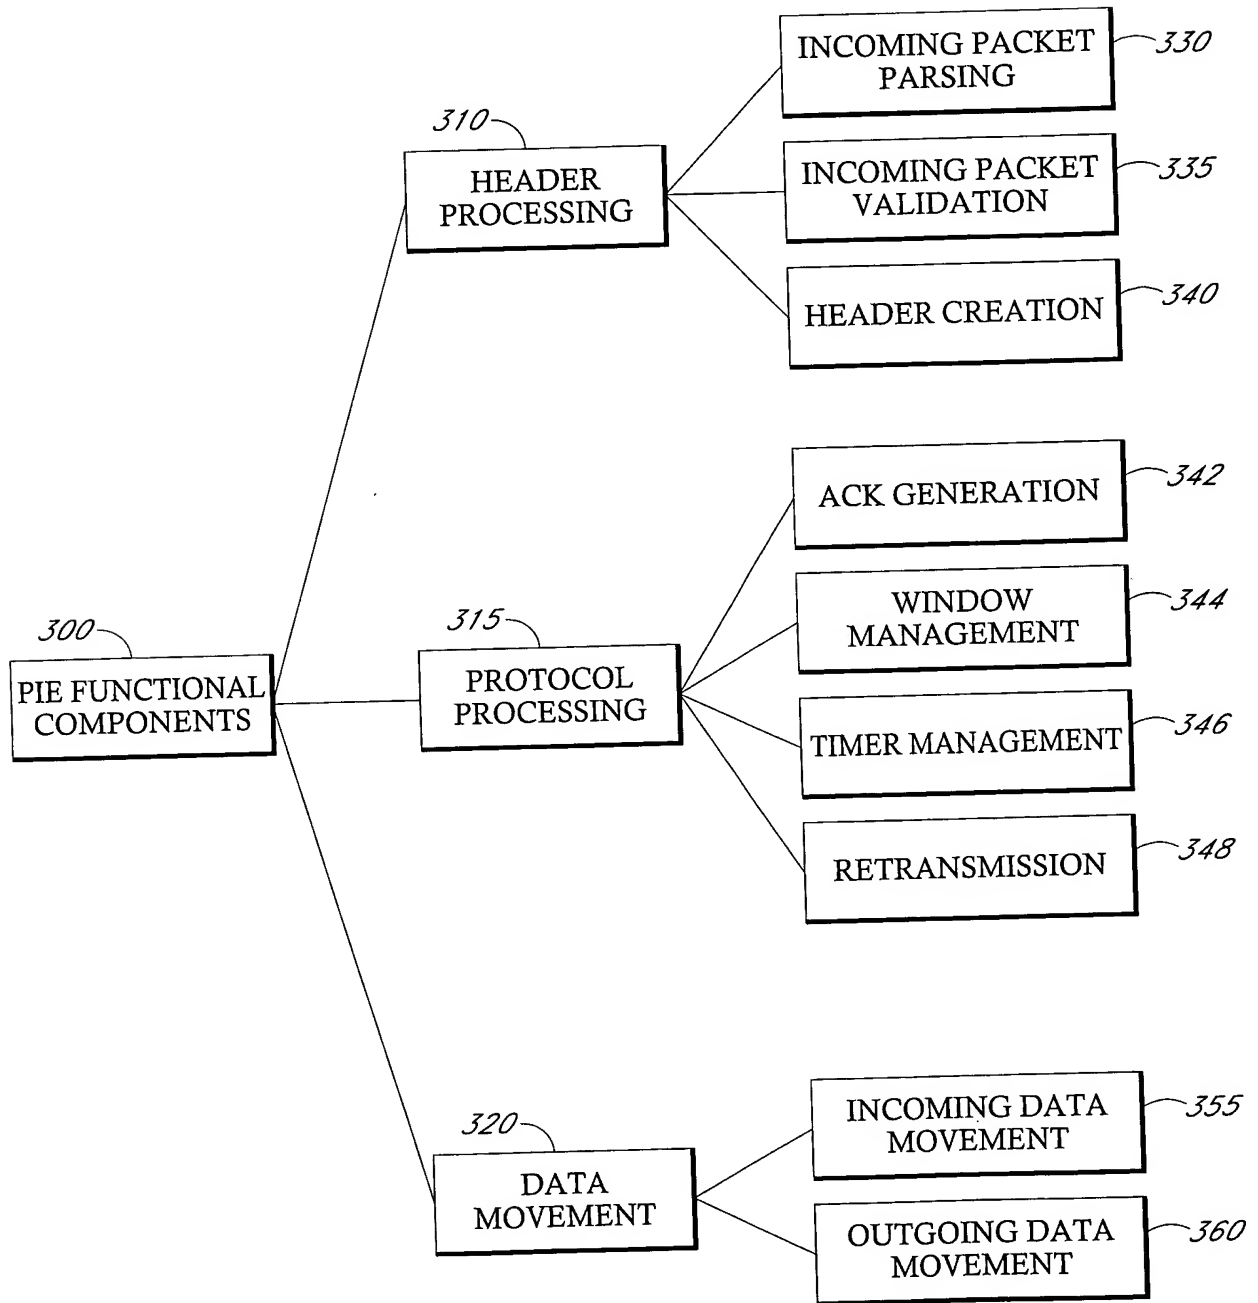 300
PIE FUNCTIONAL
COMPONENTS
310
HEADER
PROCESSING
INCOMING PACKET
PARSING
330
INCOMING PACKET
VALIDATION
335
HEADER CREATION
340
315
PROTOCOL
PROCESSING
ACK GENERATION
342
WINDOW
MANAGEMENT
344
TIMER MANAGEMENT
346
RETRANSMISSION
348
320
DATA
MOVEMENT
INCOMING DATA
MOVEMENT
355
OUTGOING DATA
MOVEMENT
360